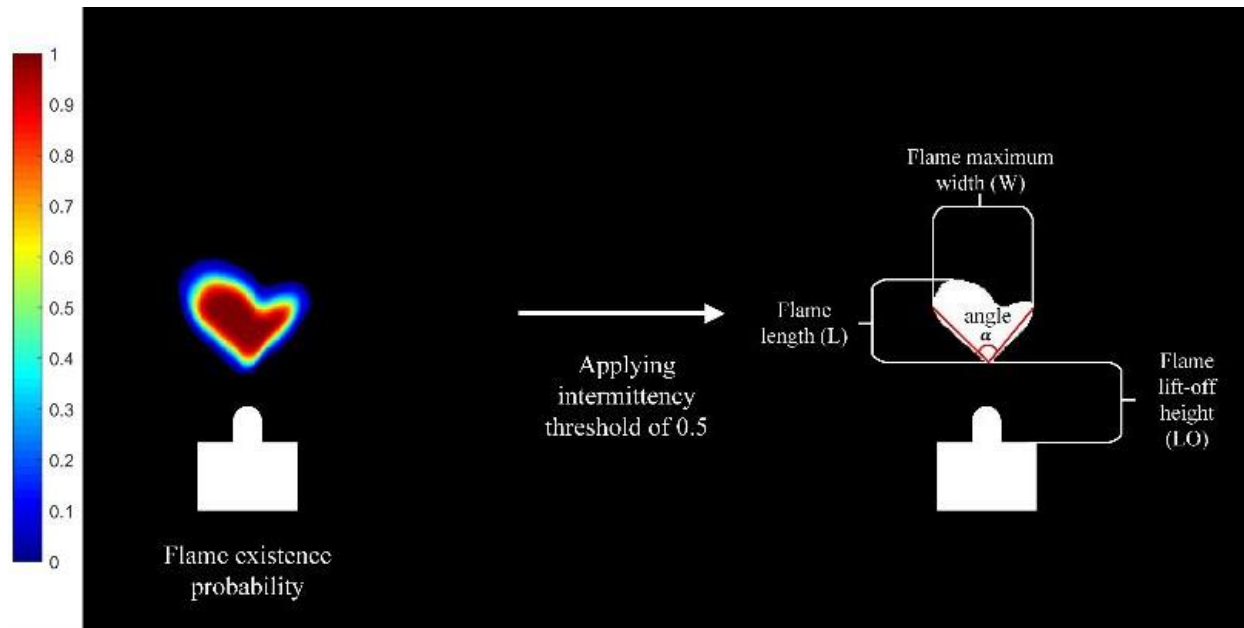 1
0.9
0.8
0.7
0.6
0.5
0.4
0.3
0.2
0.1
0
Flame existence
probability
Applying
intermittency
threshold of 0.5
Flame maximum
width (W)
Flame
length (L)
angle
α
Flame
lift-off
height
(LO)